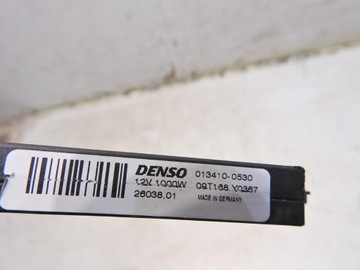 DENSO 013410-0530
12V 1000W 09T168 Y0367
26038.01 MADE IN GERMANY